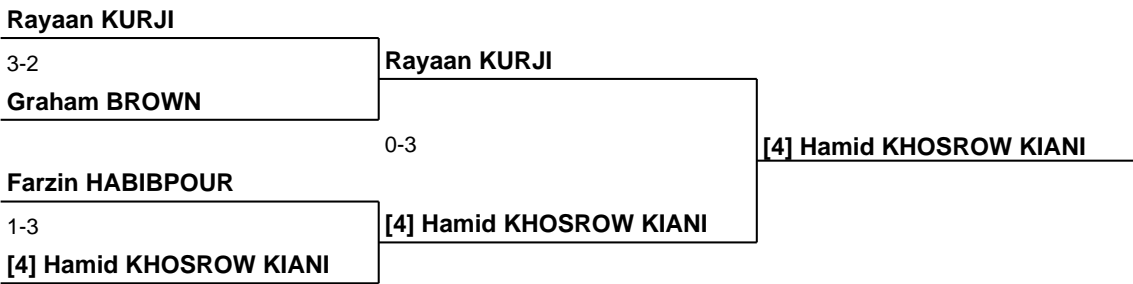 Rayaan KURJI
3-2
Rayaan KURJI
Graham BROWN
0-3
[4] Hamid KHOSROW KIANI
Farzin HABIBPOUR
1-3
[4] Hamid KHOSROW KIANI
[4] Hamid KHOSROW KIANI